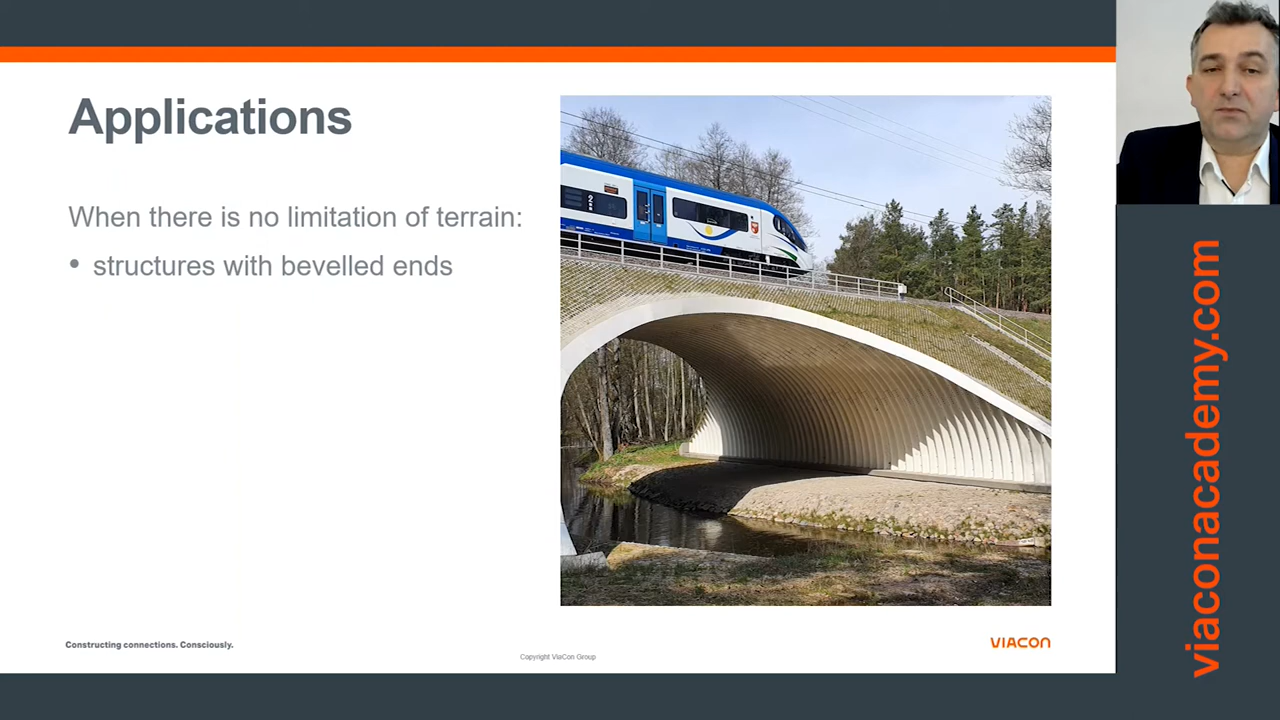 Applications
When there is no limitation of terrain:
• structures with bevelled ends
2
Constructing connections. Consciously.
VIACON
Copyright ViaCon Group
viaconacademy.com